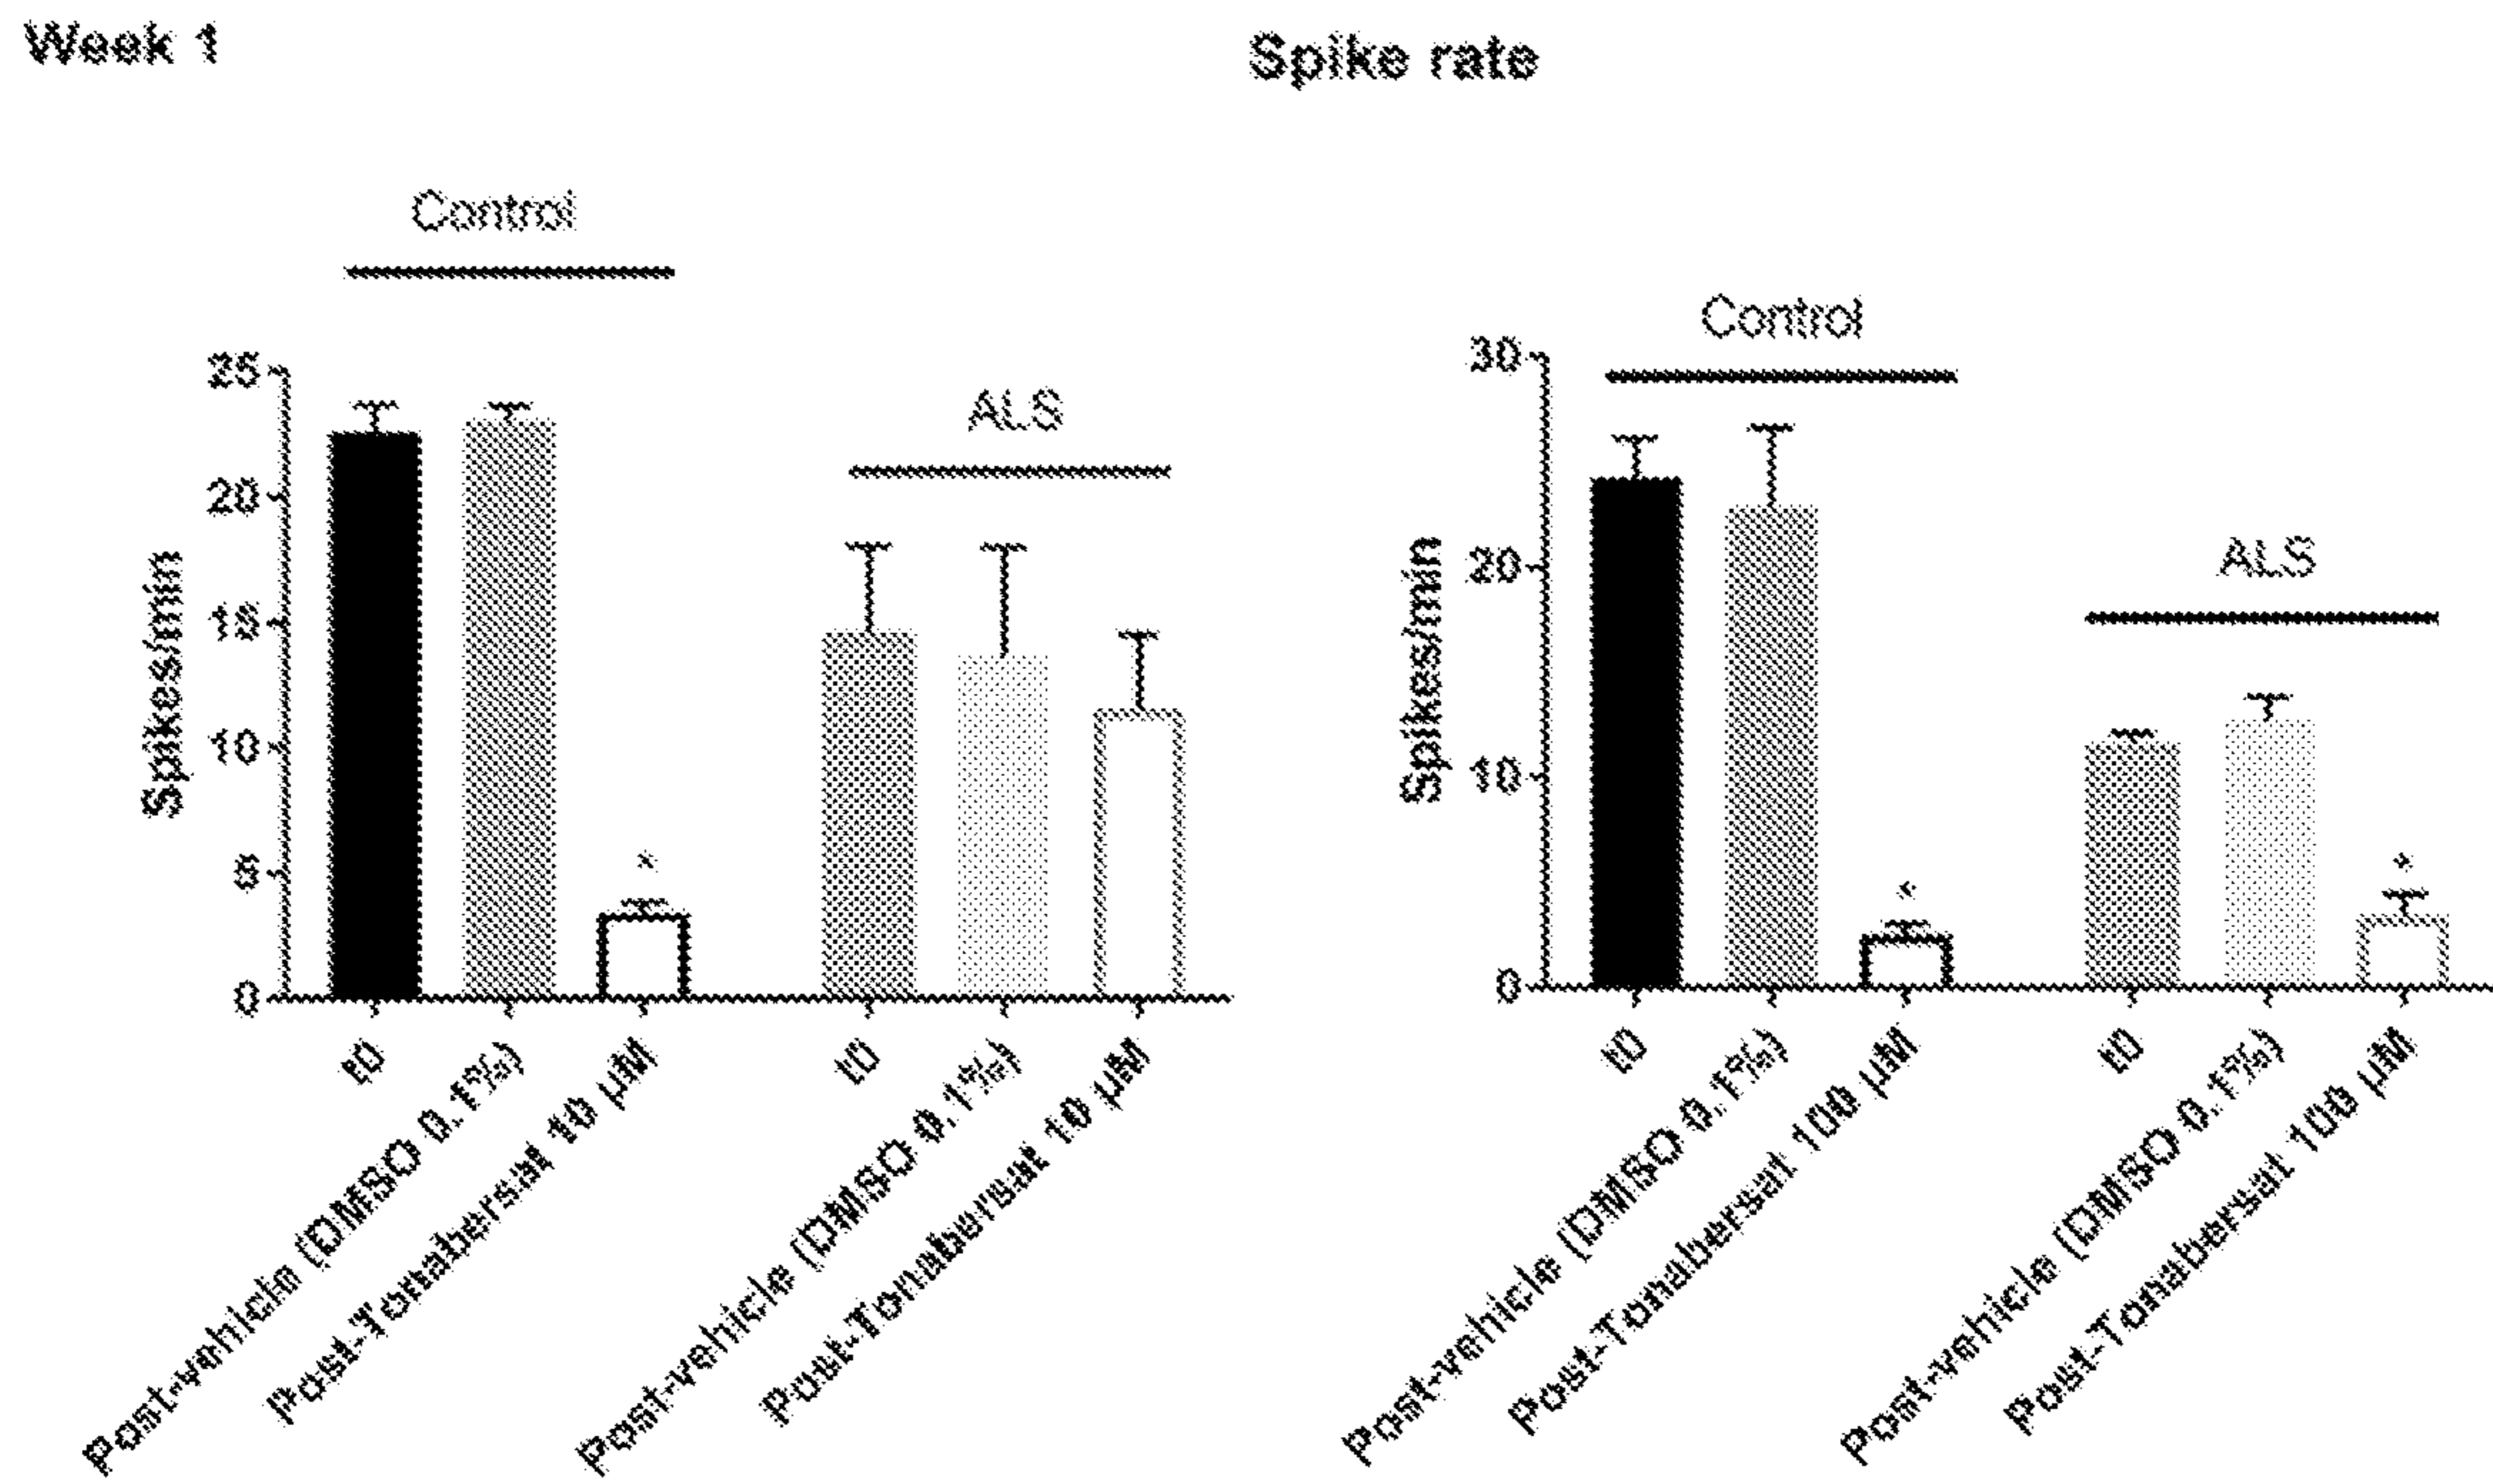 Week 1
Spike rate
Control
ALS
Spikes/min
25
20
15
10
5
0
t0
Post-vehicle (DMSO 0,1%)
Post-Tonabersat 10 µM
t0
Post-vehicle (DMSO 0,1%)
Post-Tonabersat 10 µM
*
Control
ALS
Spikes/min
30
20
10
0
t0
Post-vehicle (DMSO 0,1%)
Post-Tonabersat 100 µM
t0
Post-vehicle (DMSO 0,1%)
Post-Tonabersat 100 µM
*
*